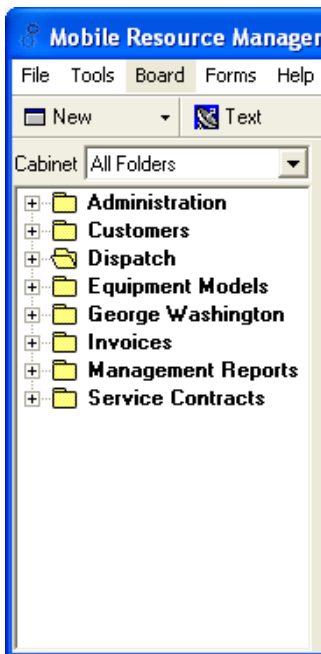 Mobile Resource Manager
File Tools Board Forms Help
New Text
Cabinet All Folders
Administration
Customers
Dispatch
Equipment Models
George Washington
Invoices
Management Reports
Service Contracts